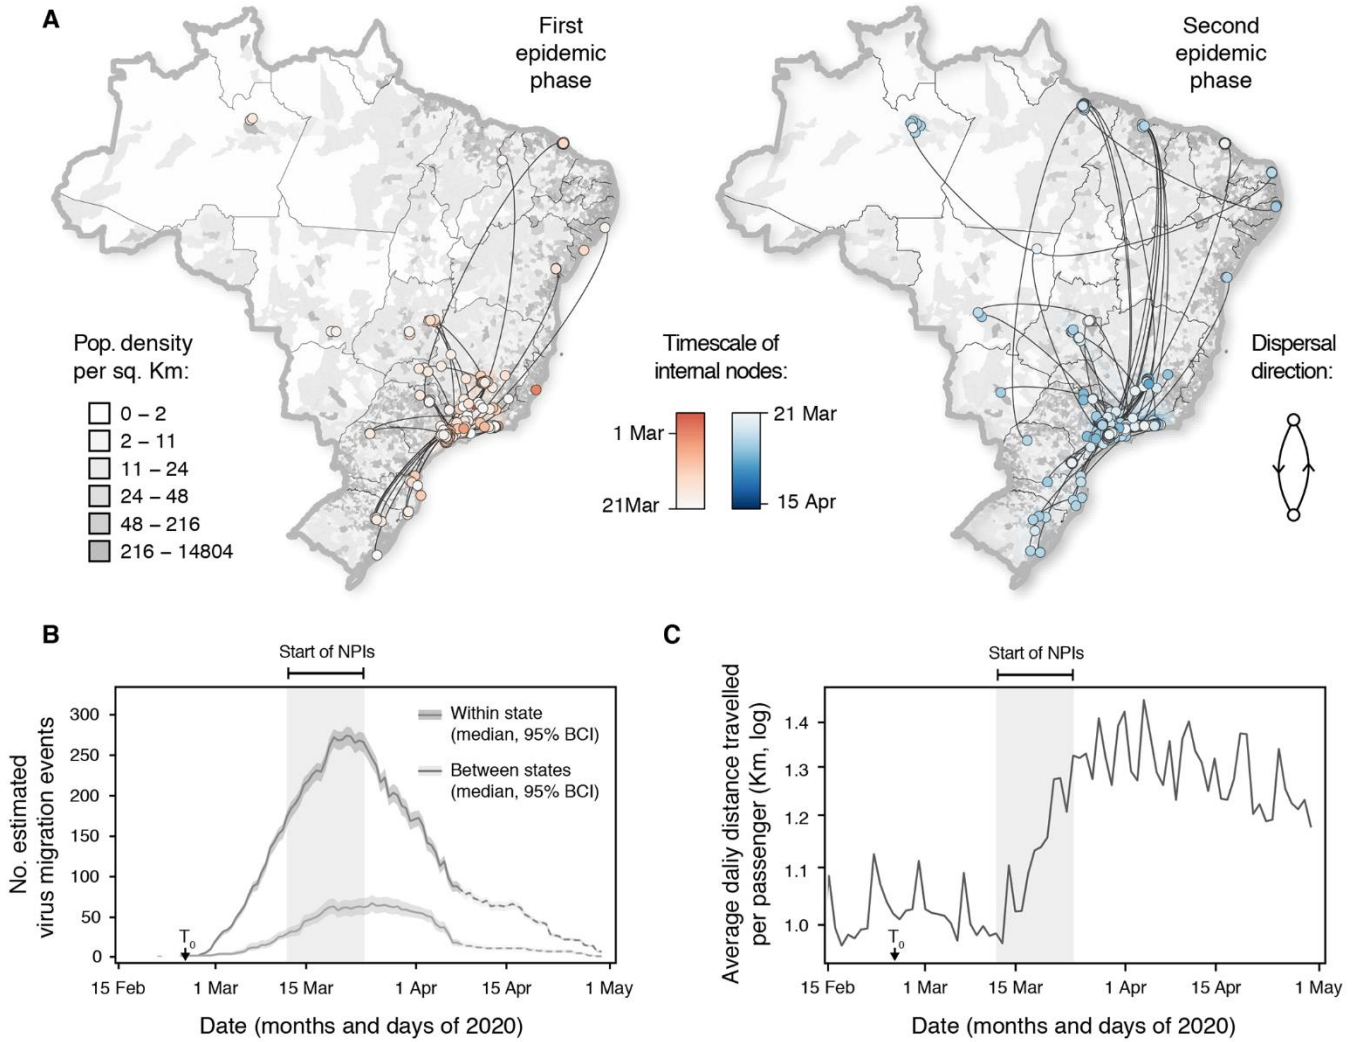 A
First
epidemic
phase
Second
epidemic
phase
Pop. density
per sq. Km:
0 – 2
2 – 11
11 – 24
24 – 48
48 – 216
216 – 14804
Timescale of
internal nodes:
1 Mar
21Mar
21 Mar
15 Apr
Dispersal
direction:
B
Start of NPIs
No. estimated
virus migration events
300
250
200
150
100
50
0
Within state
(median, 95% BCI)
Between states
(median, 95% BCI)
T0
15 Feb
1 Mar
15 Mar
1 Apr
15 Apr
1 May
Date (months and days of 2020)
C
Start of NPIs
Average daliy distance travelled
per passenger (Km, log)
1.4
1.3
1.2
1.1
1.0
T0
15 Feb
1 Mar
15 Mar
1 Apr
15 Apr
1 May
Date (months and days of 2020)